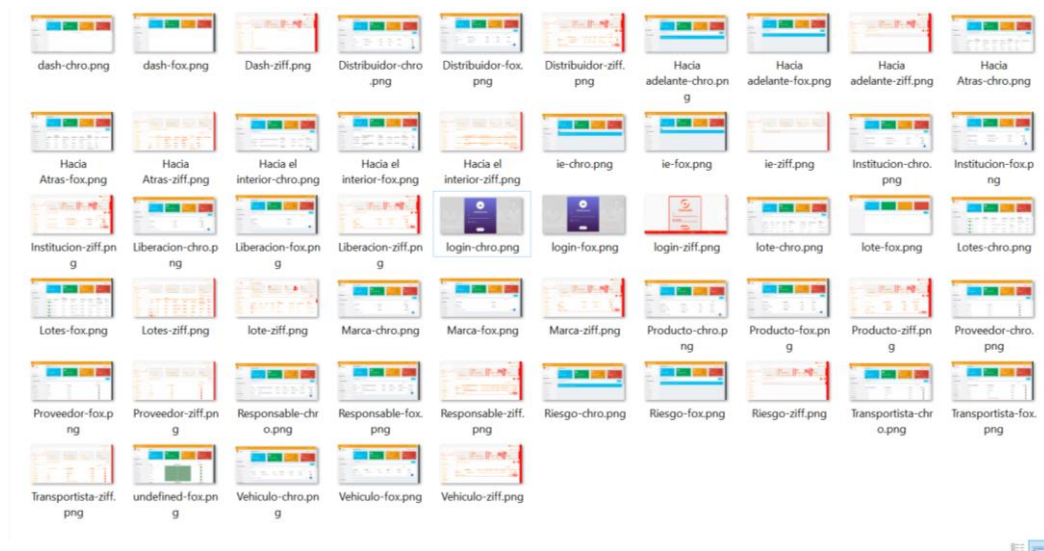 dash-chro.png dash-fox.png Dash-ziff.png Distribuidor-chro Distribuidor-fox. Distribuidor-ziff. Hacia Hacia Hacia Hacia
.png png png adelante-chro.pn adelante-fox.png adelante-ziff.png Atras-chro.png
g
Hacia Hacia Hacia el Hacia el Hacia el ie-chro.png ie-fox.png ie-ziff.png Institucion-chro. Institucion-fox.p
Atras-fox.png Atras-ziff.png interior-chro.png interior-fox.png interior-ziff.png png ng
Institucion-ziff.pn Liberacion-chro.p Liberacion-fox.pn Liberacion-ziff.pn login-chro.png login-fox.png login-ziff.png lote-chro.png lote-fox.png Lotes-chro.png
g ng g g
Lotes-fox.png Lotes-ziff.png lote-ziff.png Marca-chro.png Marca-fox.png Marca-ziff.png Producto-chro.p Producto-fox.pn Producto-ziff.pn Proveedor-chro.
ng g g png
Proveedor-fox.p Proveedor-ziff.pn Responsable-chr Responsable-fox. Responsable-ziff. Riesgo-chro.png Riesgo-fox.png Riesgo-ziff.png Transportista-chr Transportista-fox.
ng g o.png png png o.png png
Transportista-ziff. undefined-fox.pn Vehiculo-chro.pn Vehiculo-fox.png Vehiculo-ziff.png
png g g